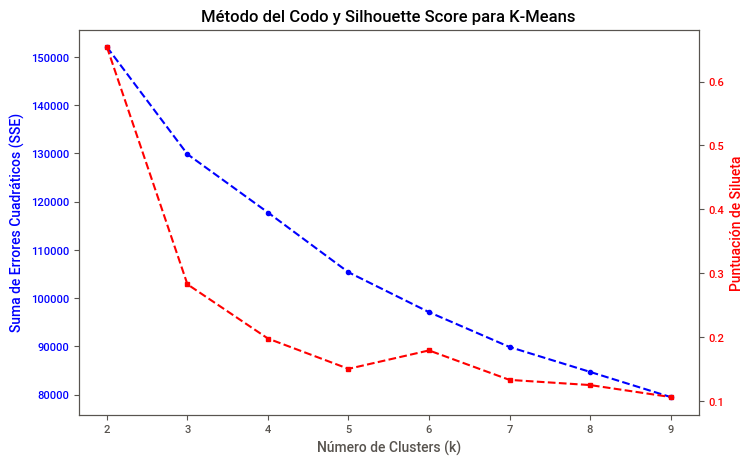 Método del Codo y Silhouette Score para K-Means
Suma de Errores Cuadráticos (SSE)
150000
140000
130000
120000
110000
100000
90000
80000
0.6
0.5
0.4
0.3
0.2
0.1
Puntuación de Silueta
2 3 4 5 6 7 8 9
Número de Clusters (k)